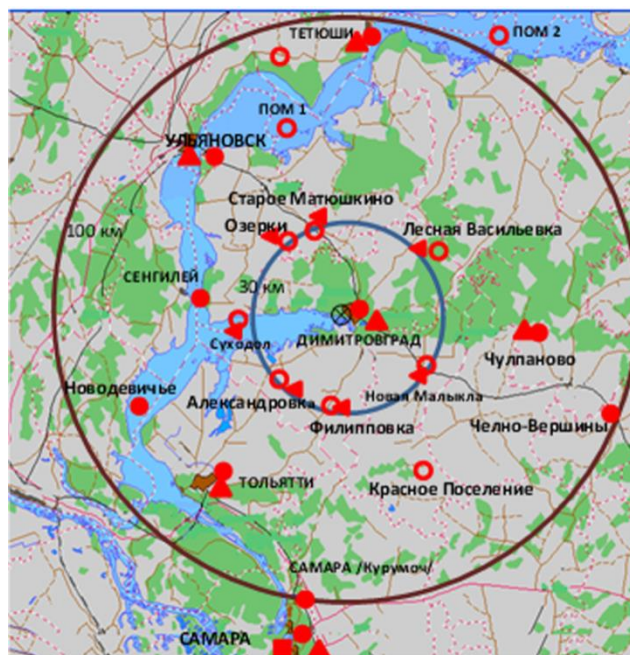 ТЕТЮШИ
ПОМ 2
ПОМ 1
УЛЬЯНОВСК
Старое Матюшкино
Озерки
Лесная Васильевка
100 км
СЕНГИЛЕЙ
30 км
Суходол
ДИМИТРОВГРАД
Чулпаново
Новодевичье
Александровка
Новая Малыкла
Филипповка
Челно-Вершины
ТОЛЬЯТТИ
Красное Поселение
САМАРА /Курумоч/
САМАРА